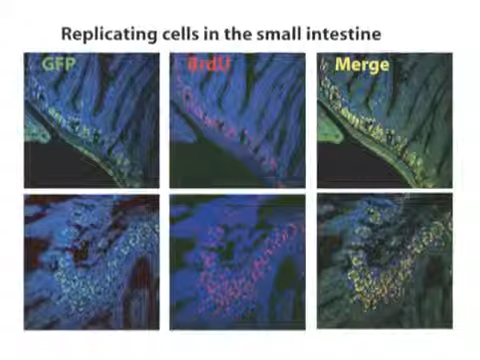 Replicating cells in the small intestine
GFP
BrdU
Merge